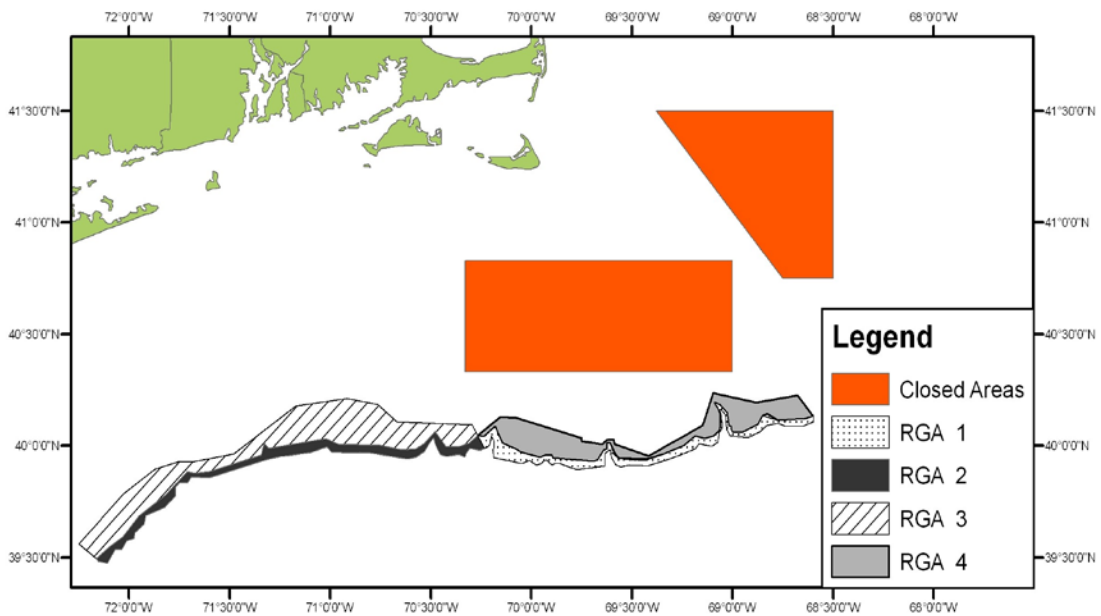 72°0'0"W 71°30'0"W 71°0'0"W 70°30'0"W 70°0'0"W 69°30'0"W 69°0'0"W 68°30'0"W 68°0'0"W
41°30'0"N 41°30'0"N
41°0'0"N 41°0'0"N
40°30'0"N 40°30'0"N
Legend
Closed Areas
RGA 1
40°0'0"N 40°0'0"N
RGA 2
RGA 3
39°30'0"N 39°30'0"N
RGA 4
72°0'0"W 71°30'0"W 71°0'0"W 70°30'0"W 70°0'0"W 69°30'0"W 69°0'0"W 68°30'0"W 68°0'0"W